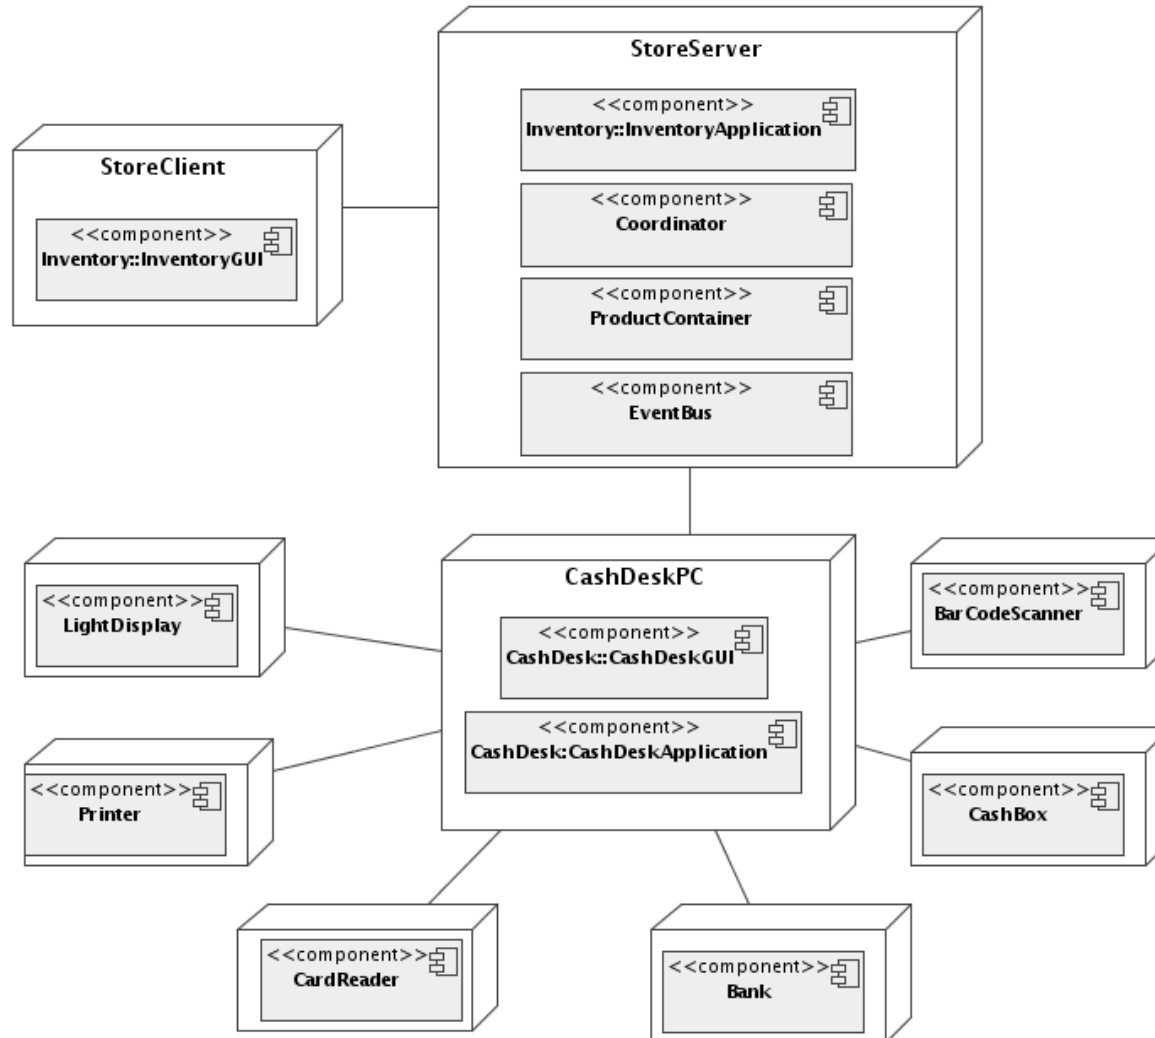 StoreServer
<<component>>
Inventory::InventoryApplication
<<component>>
Coordinator
<<component>>
ProductContainer
<<component>>
EventBus
StoreClient
<<component>>
Inventory::InventoryGUI
CashDeskPC
<<component>>
CashDesk::CashDeskGUI
<<component>>
CashDesk::CashDeskApplication
<<component>>
LightDisplay
<<component>>
BarCodeScanner
<<component>>
Printer
<<component>>
CashBox
<<component>>
CardReader
<<component>>
Bank